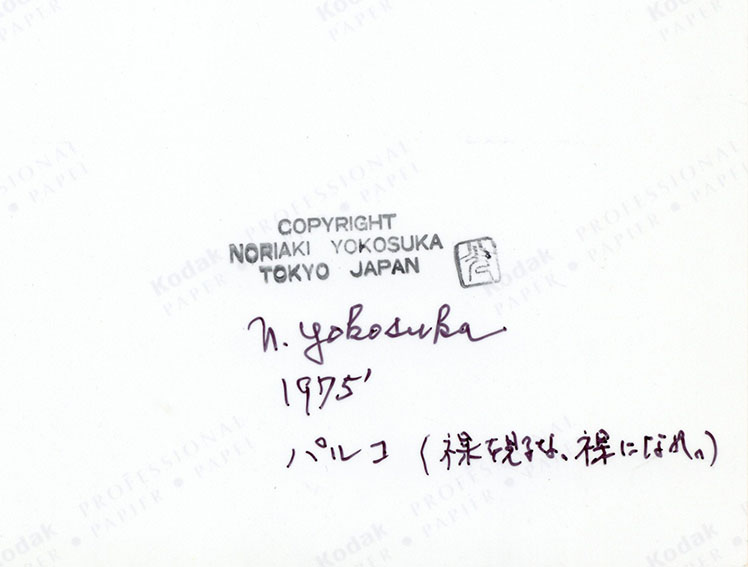 COPYRIGHT
NORIAKI YOKOSUKA
TOKYO JAPAN
N. Yokosuka
1975'
パルコ (裸を見るな、裸になれ。)
Kodak PROFESSIONAL
PAPER